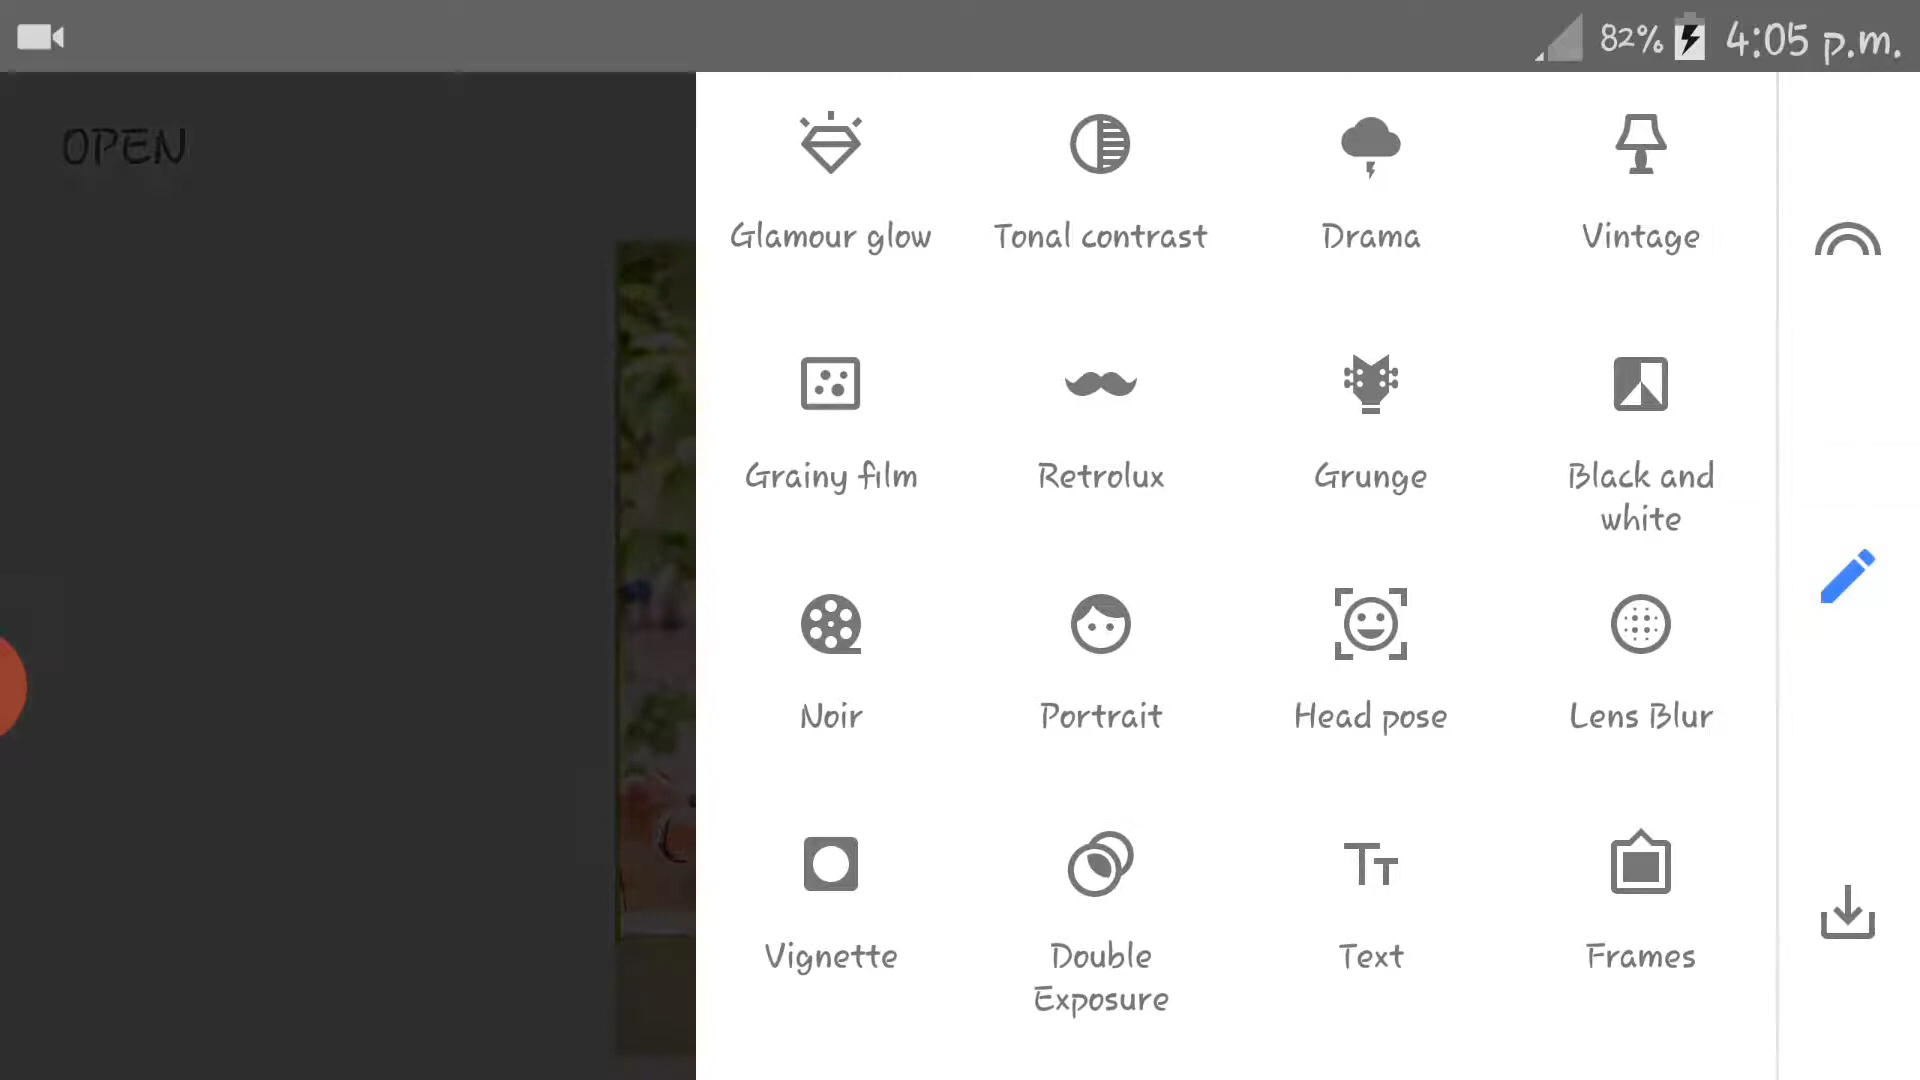 82% 4:05 p.m.
OPEN
Glamour glow Tonal contrast Drama Vintage
Grainy film Retrolux Grunge Black and
white
Noir Portrait Head pose Lens Blur
Vignette Double Text Frames
Exposure